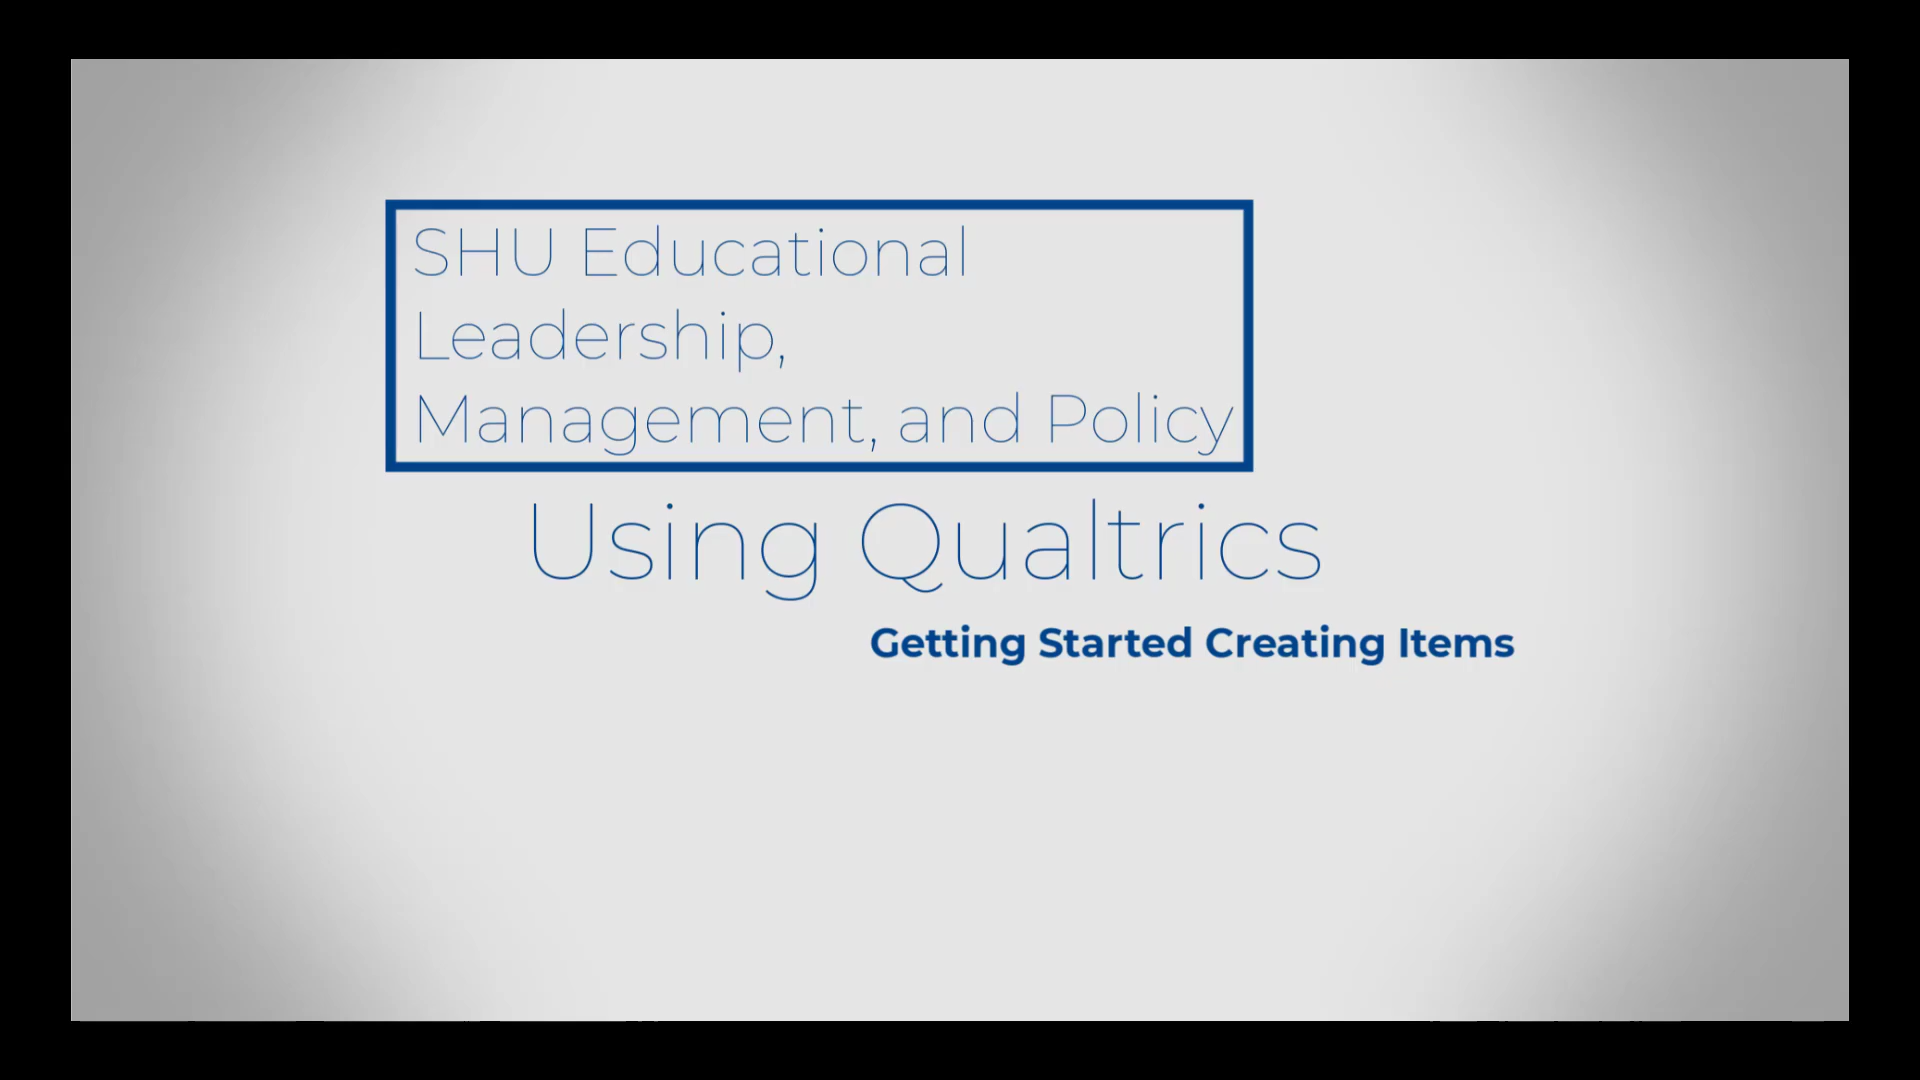 SHU Educational
Leadership,
Management, and Policy
Using Qualtrics
Getting Started Creating Items